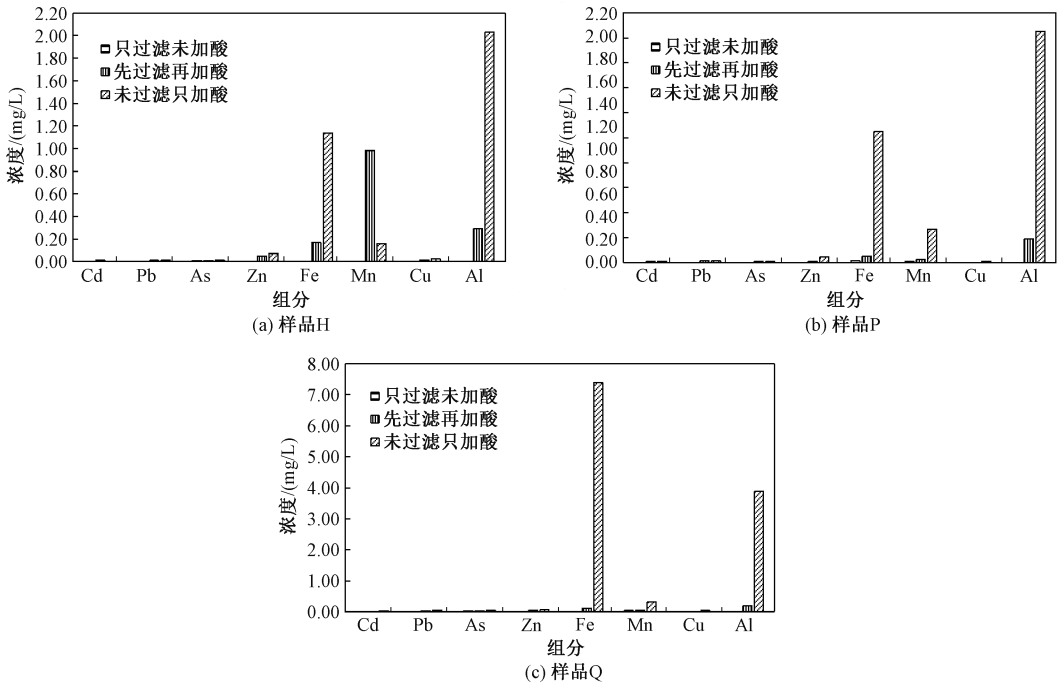 2.20
2.00
1.80
1.60
1.40
1.20
1.00
0.80
0.60
0.40
0.20
0.00
浓度/(mg/L)
只过滤未加酸
先过滤再加酸
未过滤只加酸
Cd Pb As Zn Fe Mn Cu Al
组分
(a) 样品H
2.20
2.00
1.80
1.60
1.40
1.20
1.00
0.80
0.60
0.40
0.20
0.00
浓度/(mg/L)
只过滤未加酸
先过滤再加酸
未过滤只加酸
Cd Pb As Zn Fe Mn Cu Al
组分
(b) 样品P
8.00
7.00
6.00
5.00
4.00
3.00
2.00
1.00
0.00
浓度/(mg/L)
只过滤未加酸
先过滤再加酸
未过滤只加酸
Cd Pb As Zn Fe Mn Cu Al
组分
(c) 样品Q